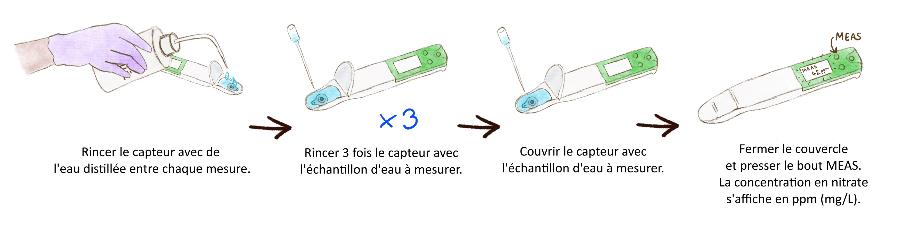 MEAS
x 3
Rincer le capteur avec de
l'eau distillée entre chaque mesure.
Rincer 3 fois le capteur avec
l'échantillon d'eau à mesurer.
Couvrir le capteur avec
l'échantillon d'eau à mesurer.
Fermer le couvercle
et presser le bout MEAS.
La concentration en nitrate
s'affiche en ppm (mg/L).